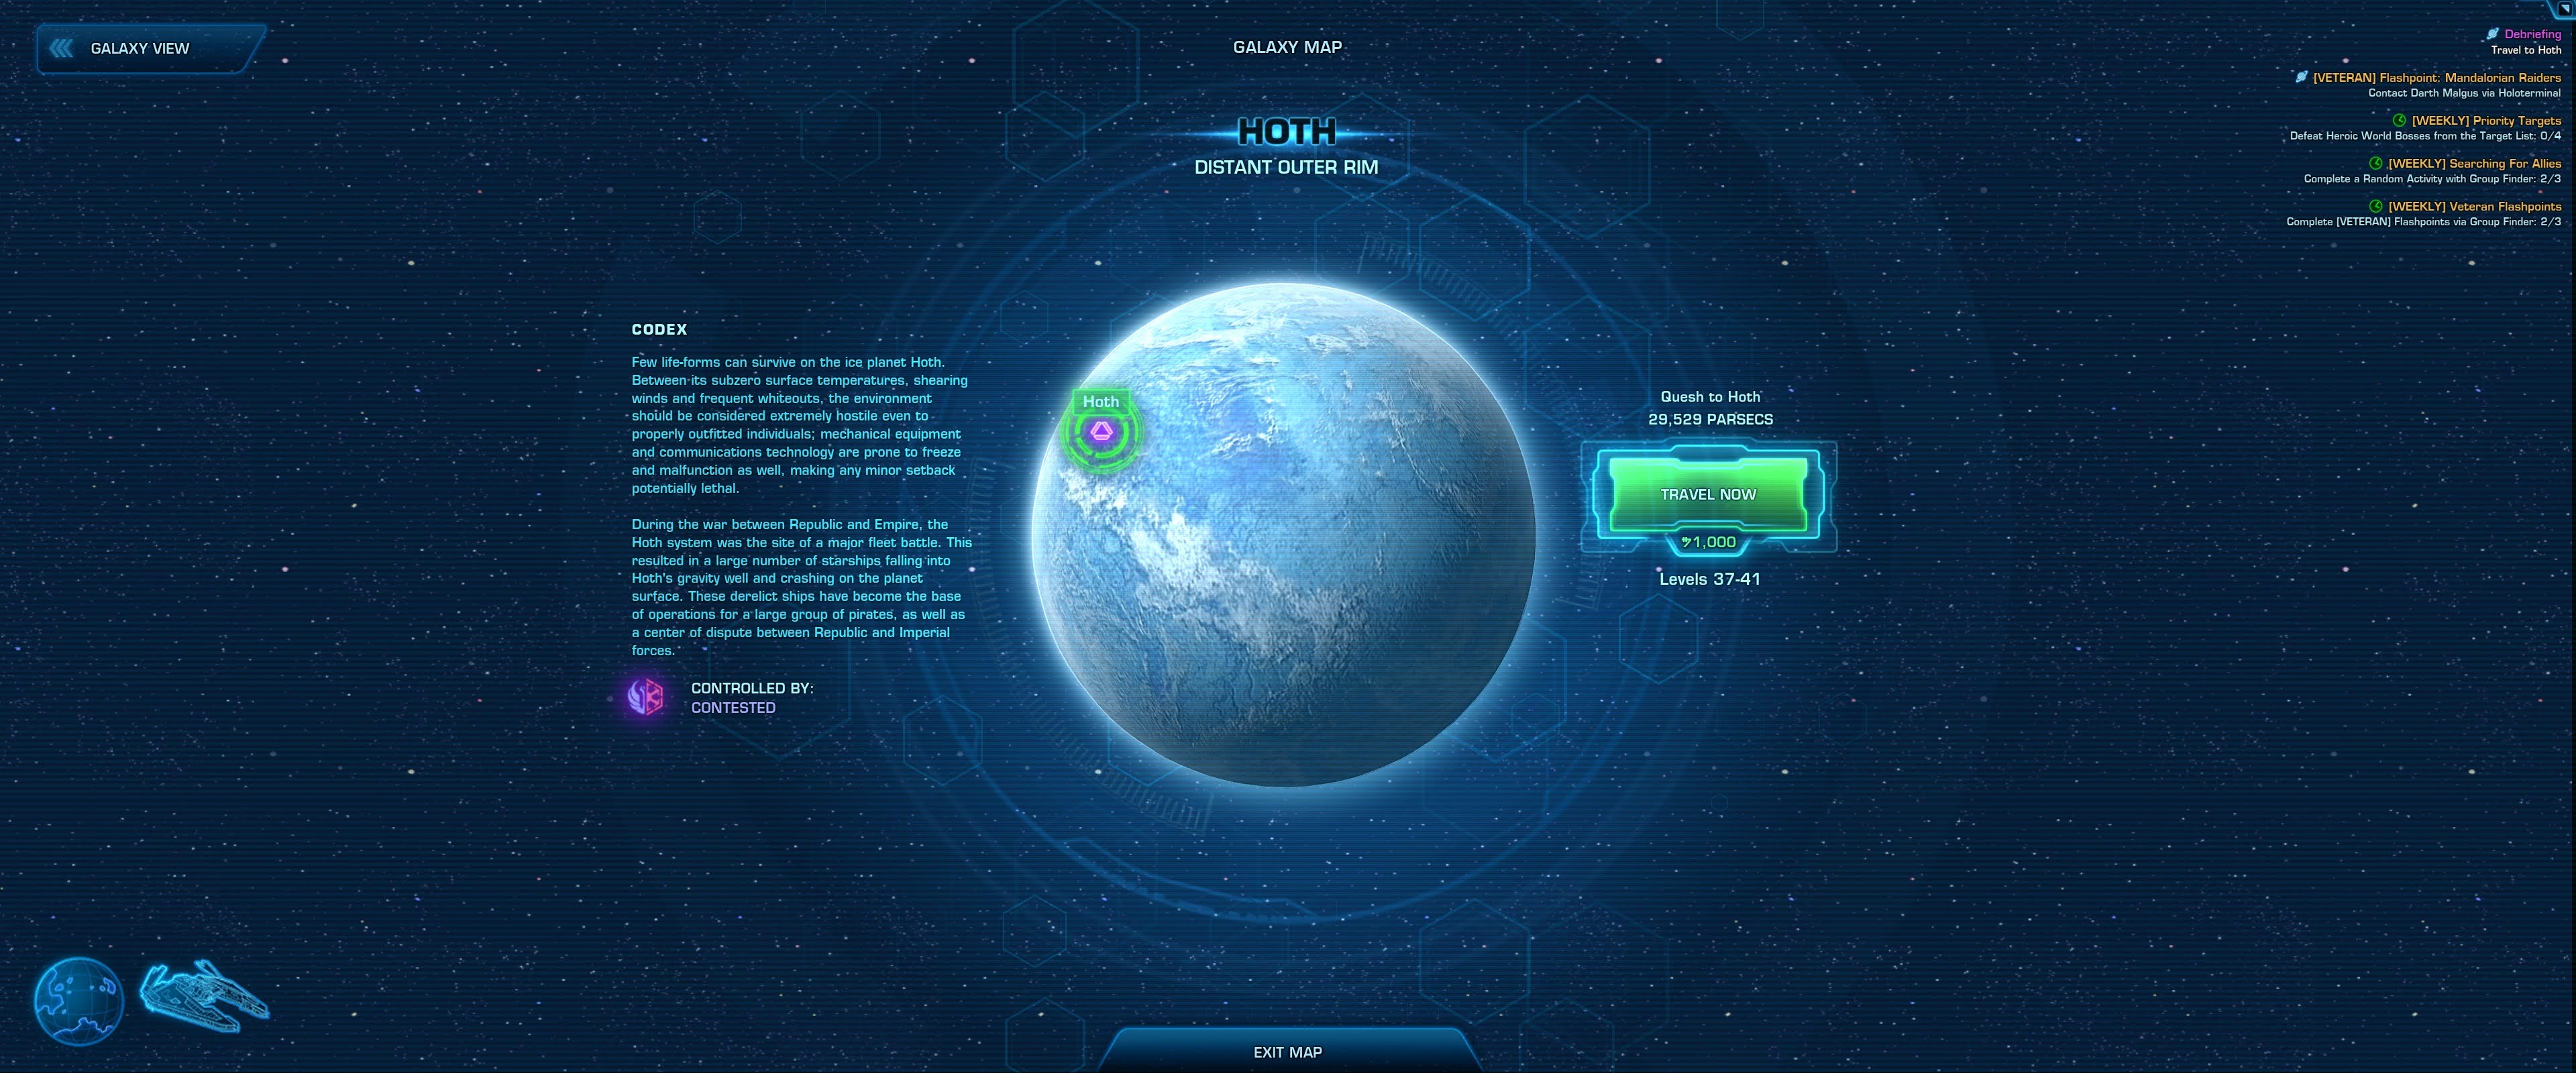 GALAXY VIEW
GALAXY MAP
HOTH
DISTANT OUTER RIM
Debriefing
Travel to Hoth
[VETERAN] Flashpoint: Mandalorian Raiders
Contact Darth Malgus via Holoterminal
[WEEKLY] Priority Targets
Defeat Heroic World Bosses from the Target List: 0/4
[WEEKLY] Searching For Allies
Complete a Random Activity with Group Finder: 2/3
[WEEKLY] Veteran Flashpoints
Complete [VETERAN] Flashpoints via Group Finder: 2/3
CODEX
Few life-forms can survive on the ice planet Hoth.
Between its subzero surface temperatures, shearing
winds and frequent whiteouts, the environment
should be considered extremely hostile even to
properly outfitted individuals; mechanical equipment
and communications technology are prone to freeze
and malfunction as well, making any minor setback
potentially lethal.
During the war between Republic and Empire, the
Hoth system was the site of a major fleet battle. This
resulted in a large number of starships falling into
Hoth's gravity well and crashing on the planet
surface. These derelict ships have become the base
of operations for a large group of pirates, as well as
a center of dispute between Republic and Imperial
forces.
CONTROLLED BY:
CONTESTED
Hoth
Quesh to Hoth
29,529 PARSECS
TRAVEL NOW
1,000
Levels 37-41
EXIT MAP